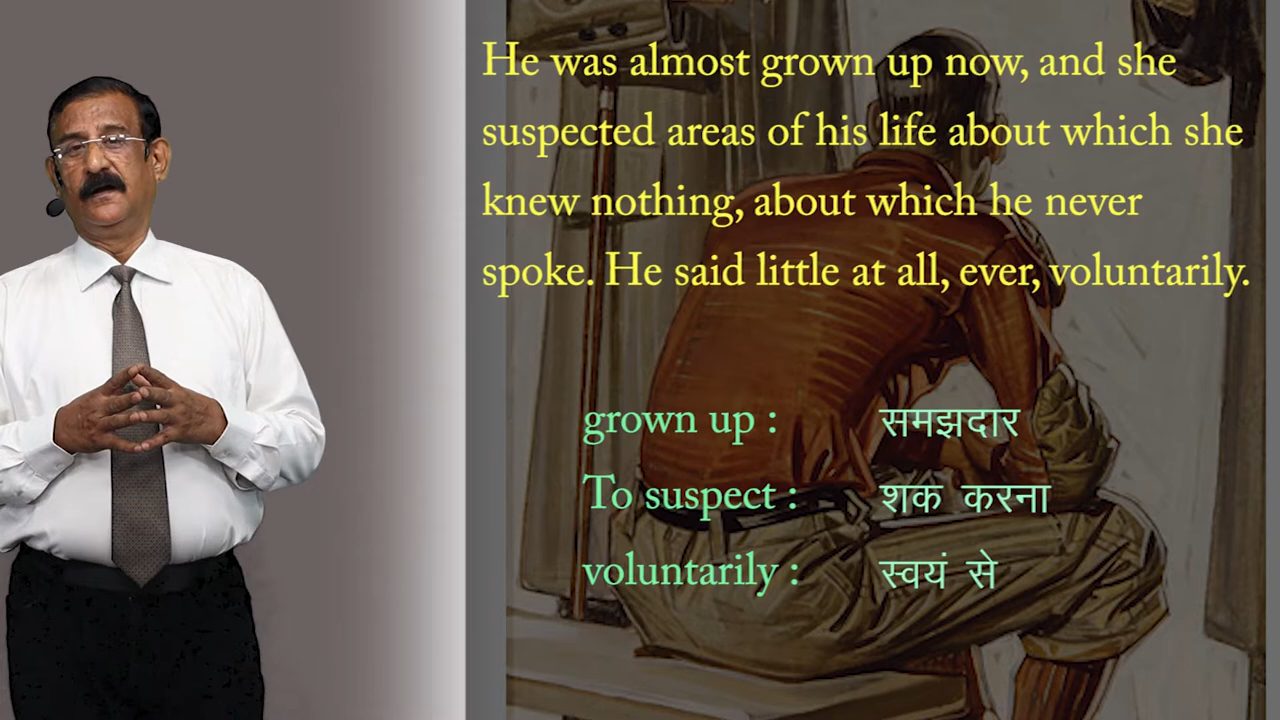 He was almost grown up now, and she
suspected areas of his life about which she
knew nothing, about which he never
spoke. He said little at all, ever, voluntarily.
grown up : समझदार
To suspect : शक करना
voluntarily : स्वयं से